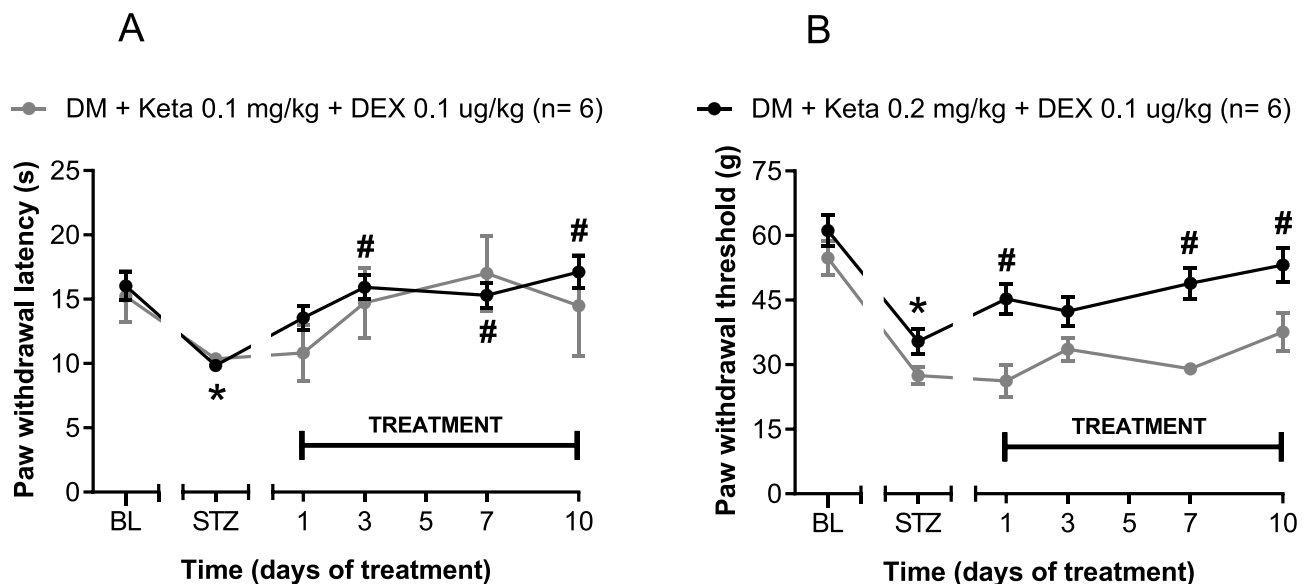 A
B
DM + Keta 0.1 mg/kg + DEX 0.1 ug/kg (n= 6)
DM + Keta 0.2 mg/kg + DEX 0.1 ug/kg (n= 6)
Paw withdrawal latency (s)
25
20
15
10
5
0
#
#
#
*
TREATMENT
BL
STZ
1
3
5
7
10
Time (days of treatment)
Paw withdrawal threshold (g)
75
60
45
30
15
0
#
#
#
*
TREATMENT
BL
STZ
1
3
5
7
10
Time (days of treatment)